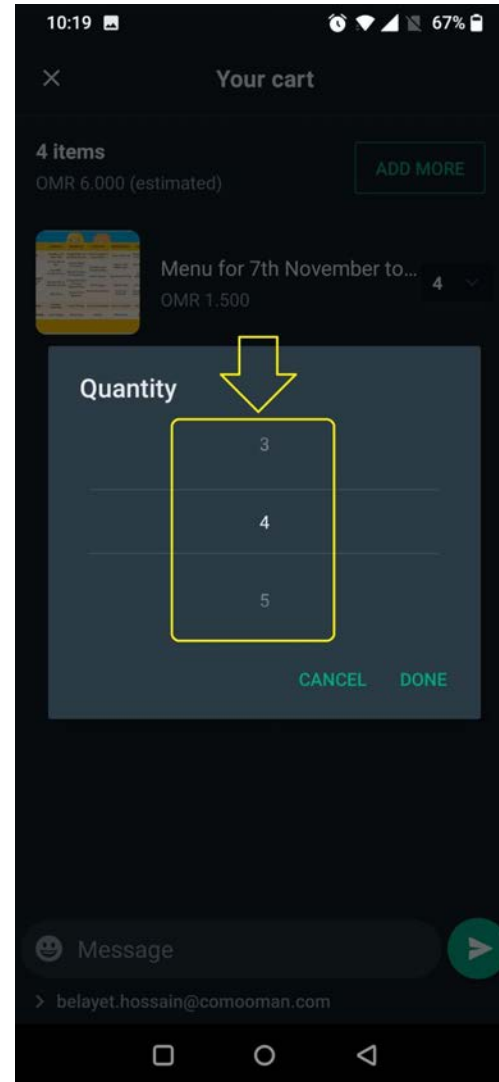 10:19
67%
Your cart
4 items
OMR 6.000 (estimated)
ADD MORE
Menu for 7th November to...
4
OMR 1.500
Quantity
3
4
5
CANCEL DONE
Message
belayet.hossain@comooman.com